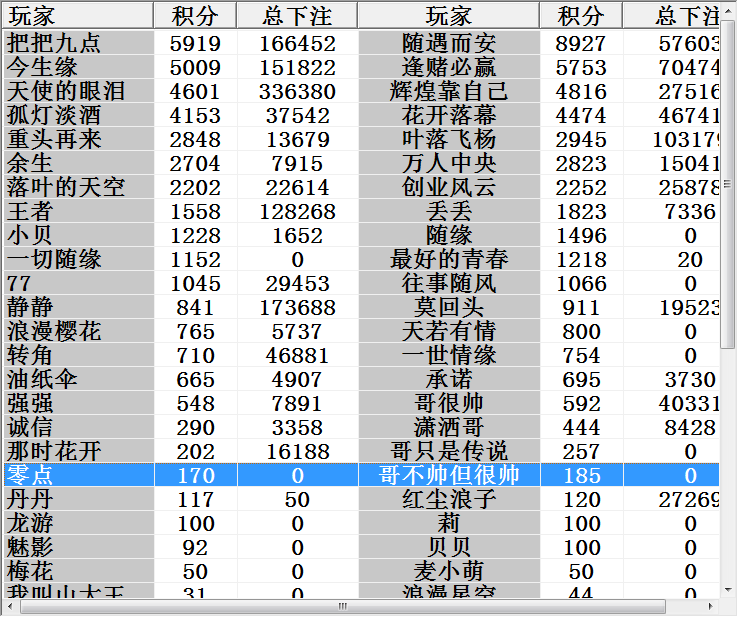 玩家 积分 总下注 玩家 积分 总下注
把把九点 5919 166452 随遇而安 8927 57603
今生缘 5009 151822 逢赌必赢 5753 70474
天使的眼泪 4601 336380 辉煌靠自己 4816 27516
孤灯淡酒 4153 37542 花开落幕 4474 46741
重头再来 2848 13679 叶落飞杨 2945 103179
余生 2704 7915 万人中央 2823 15041
落叶的天空 2202 22614 创业风云 2252 25878
王者 1558 128268 丢丢 1823 7336
小贝 1228 1652 随缘 1496 0
一切随缘 1152 0 最好的青春 1218 20
77 1045 29453 往事随风 1066 0
静静 841 173688 莫回头 911 19523
浪漫樱花 765 5737 天若有情 800 0
转角 710 46881 一世情缘 754 0
油纸伞 665 4907 承诺 695 3730
强强 548 7891 哥很帅 592 40331
诚信 290 3358 潇洒哥 444 8428
那时花开 202 16188 哥只是传说 257 0
零点 170 0 哥不帅但很帅 185 0
丹丹 117 50 红尘浪子 120 27269
龙游 100 0 莉 100 0
魅影 92 0 贝贝 100 0
梅花 50 0 麦小萌 50 0
我叫山大王 31 0 浪漫星空 44 0